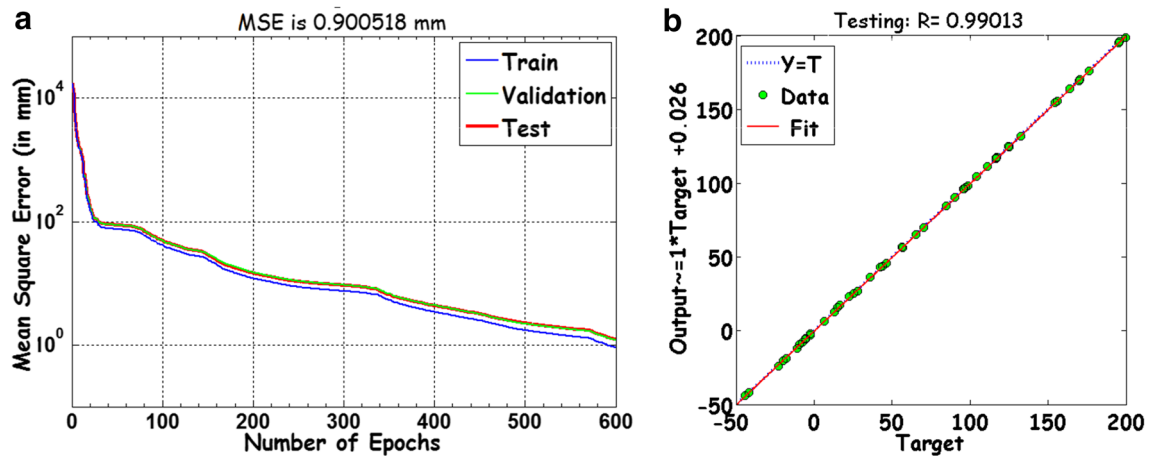 a
MSE is 0.900518 mm
Mean Square Error (in mm)
10^4
10^2
10^0
Train
Validation
Test
0 100 200 300 400 500 600
Number of Epochs
b
Testing: R= 0.99013
Output~=1*Target +0.026
200
150
100
50
0
-50
Y=T
Data
Fit
-50 0 50 100 150 200
Target